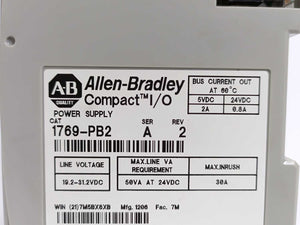 AB
QUALITY
Allen-Bradley
Compact™ I/O
POWER SUPPLY
BUS CURRENT OUT
AT 60°C
5VDC 24VDC
2A 0.8A
CAT SER REV
1769-PB2 A 2
LINE VOLTAGE MAX.LINE VA REQUIREMENT MAX.INRUSH
19.2-31.2VDC 50VA AT 24VDC 30A
Mfg. 1206 Fac. 7M